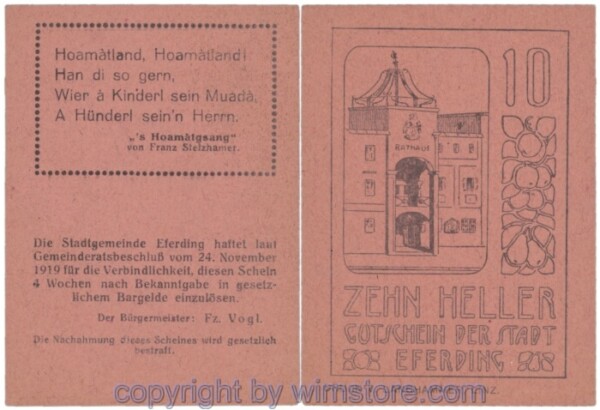 Hoamàtland, Hoamàtland!
Han di so gern,
Wier à Kinderl sein Muadà,
A Hünderl sein'n Herrn.
„'s Hoamàtgsang"
von Franz Stelzhamer.
Die Stadtgemeinde Eferding haftet laut
Gemeinderatsbeschluß vom 24. November
1919 für die Verbindlichkeit, diesen Schein
4 Wochen nach Bekanntgabe in gesetz-
lichem Bargelde einzulösen.
Der Bürgermeister: Fz. Vogl.
Die Nachahmung dieses Scheines wird gesetzlich
bestraft.
10
RATHAUS
ZEHN HELLER
GUTSCHEIN DER STADT
EFERDING
copyright by wirnstore.com